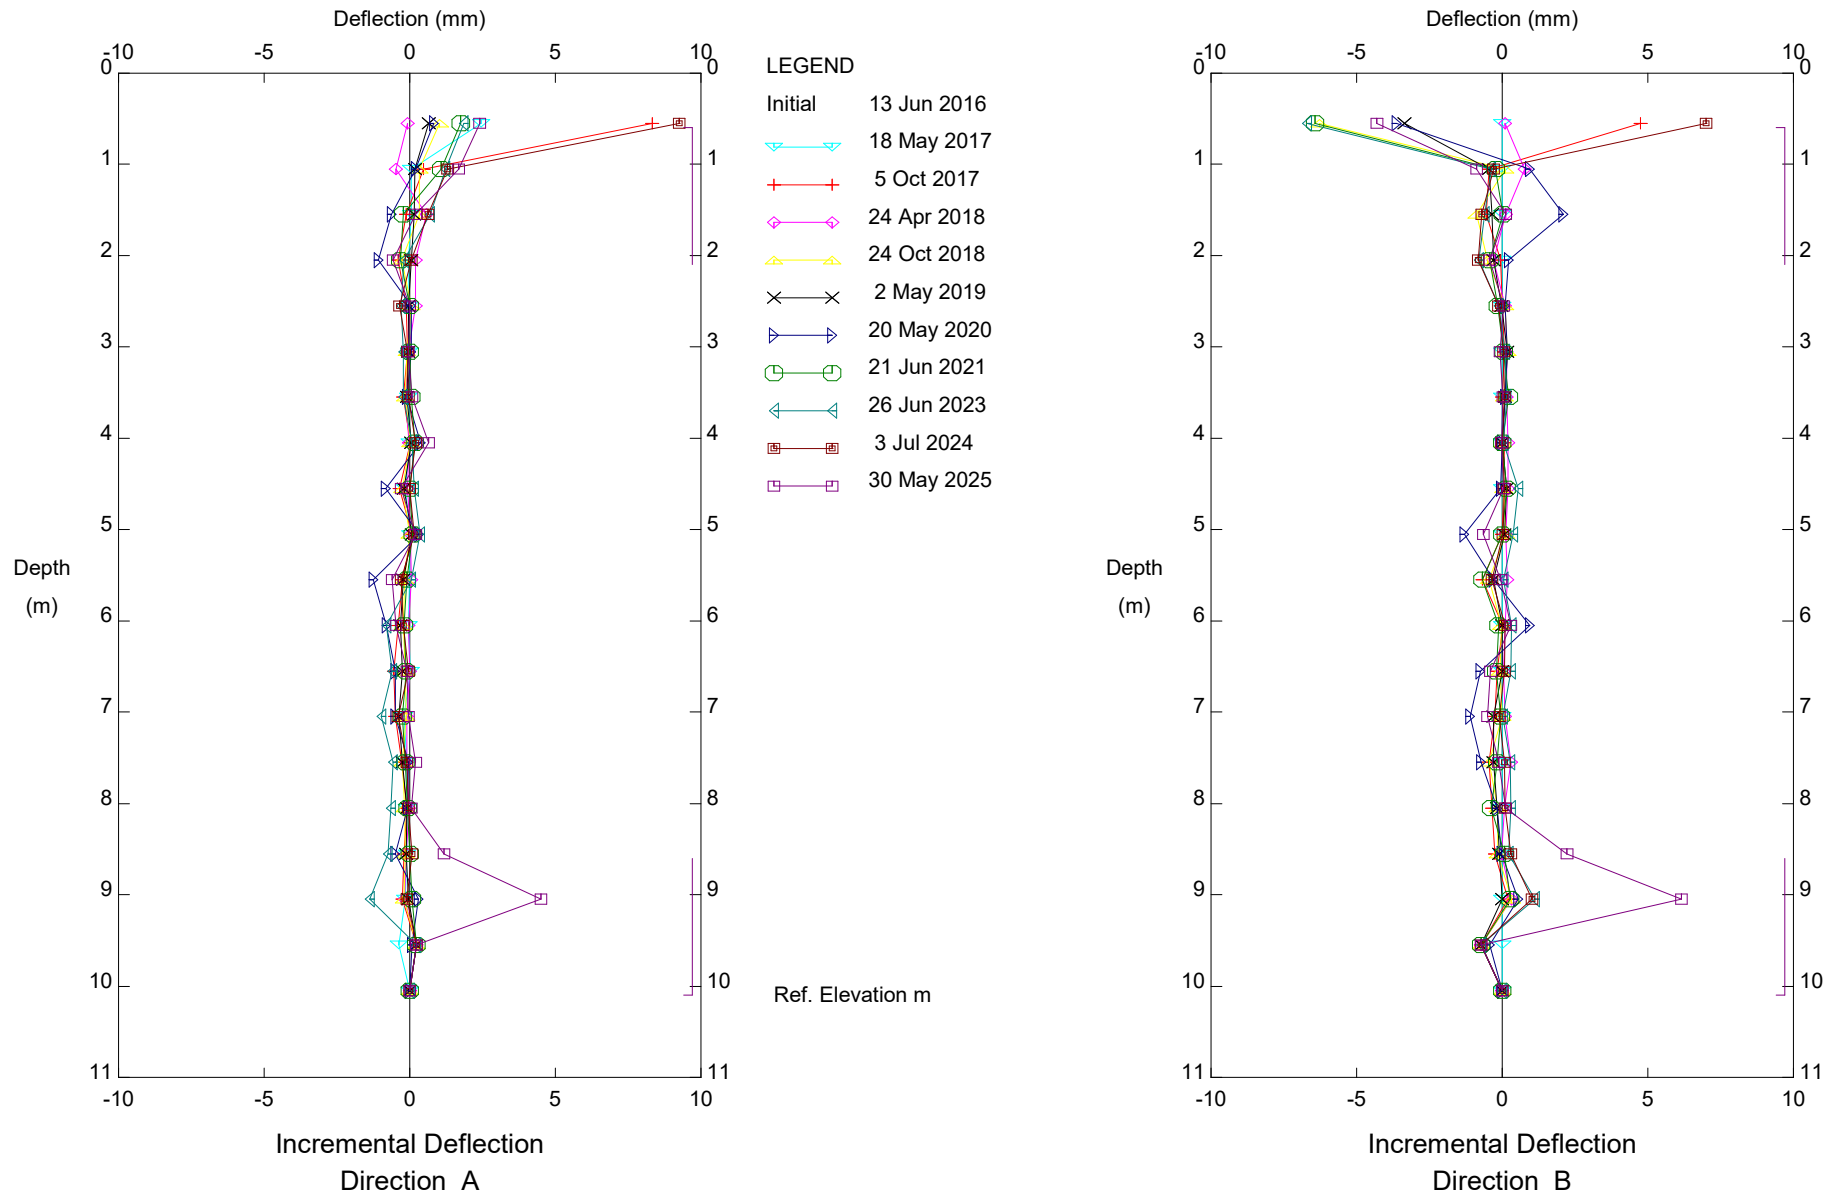 Deflection (mm)
-10 -5 0 5 10
0 0
1 1
2 2
3 3
4 4
5 5
Depth
(m)
6 6
7 7
8 8
9 9
10 10
11 11
-10 -5 0 5 10
Incremental Deflection
Direction A
LEGEND
Initial 13 Jun 2016
18 May 2017
5 Oct 2017
24 Apr 2018
24 Oct 2018
2 May 2019
20 May 2020
21 Jun 2021
26 Jun 2023
3 Jul 2024
30 May 2025
Ref. Elevation m
Deflection (mm)
-10 -5 0 5 10
0 0
1 1
2 2
3 3
4 4
5 5
Depth
(m)
6 6
7 7
8 8
9 9
10 10
11 11
-10 -5 0 5 10
Incremental Deflection
Direction B